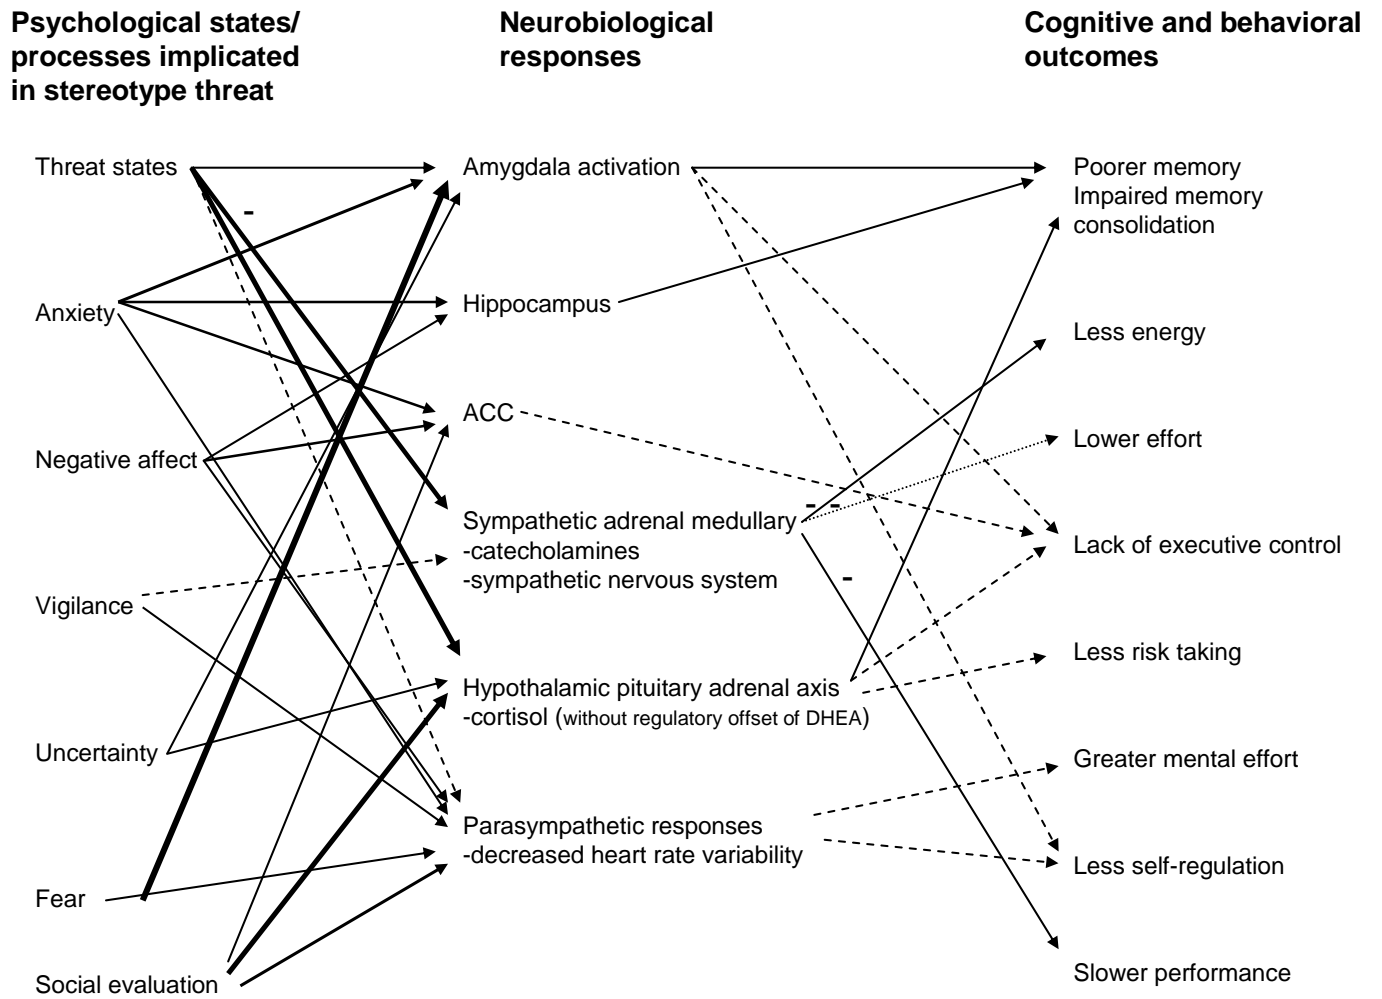 Psychological states/
processes implicated
in stereotype threat
Neurobiological
responses
Cognitive and behavioral
outcomes
Threat states
Anxiety
Negative affect
Vigilance
Uncertainty
Fear
Social evaluation
-
Amygdala activation
Hippocampus
ACC
Sympathetic adrenal medullary
-catecholamines
-sympathetic nervous system
Hypothalamic pituitary adrenal axis
-cortisol (without regulatory offset of DHEA)
Parasympathetic responses
-decreased heart rate variability
- -
-
Poorer memory
Impaired memory
consolidation
Less energy
Lower effort
Lack of executive control
Less risk taking
Greater mental effort
Less self-regulation
Slower performance